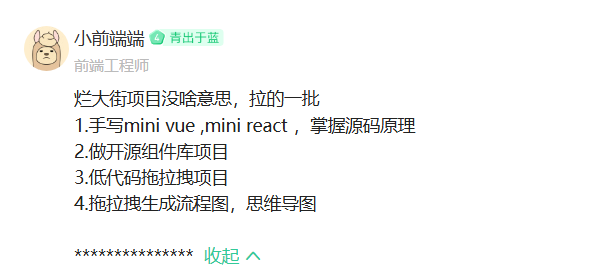 小前端端 4 青出于蓝
前端工程师
烂大街项目没啥意思，拉的一批
1.手写mini vue ,mini react ，掌握源码原理
2.做开源组件库项目
3.低代码拖拉拽项目
4.拖拉拽生成流程图，思维导图
*************** 收起